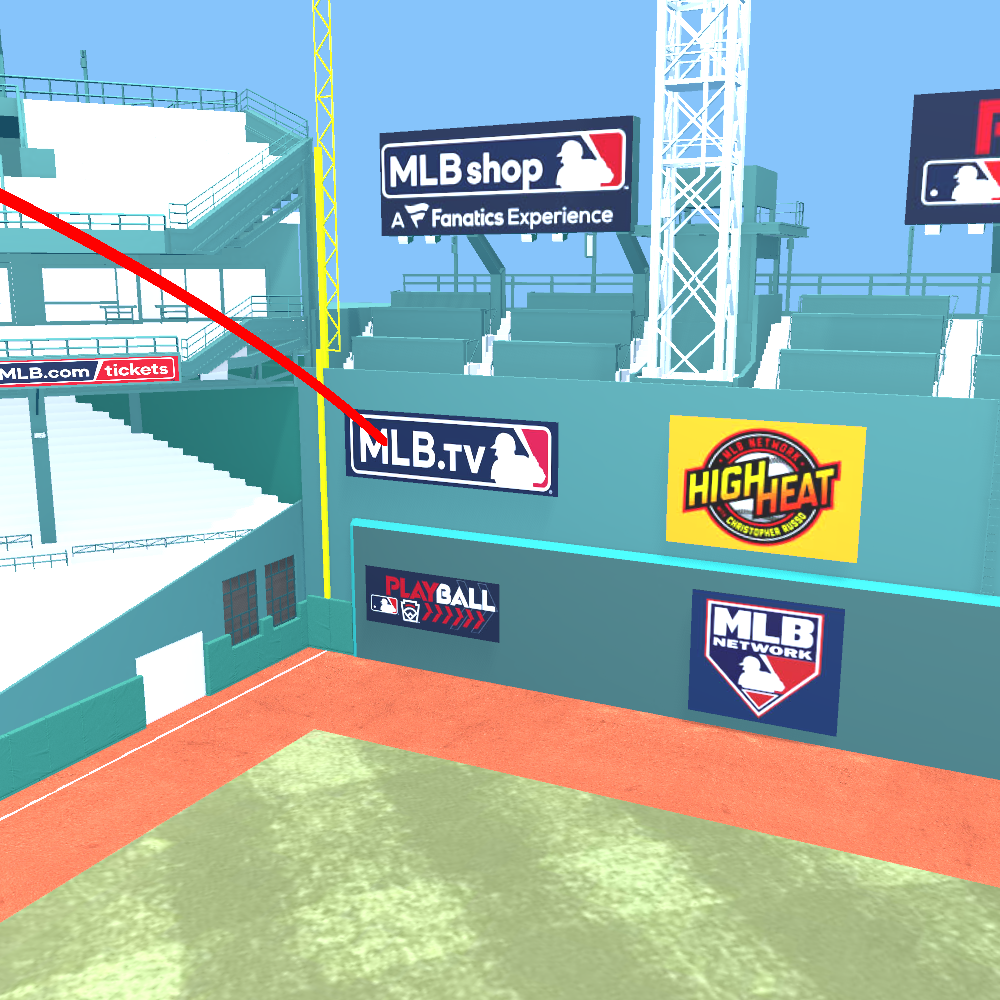 MLB shop
A Fanatics Experience
MLB.com/tickets
MLB.TV
MLB NETWORK
HIGH HEAT
WITH CHRISTOPHER RUSSO
PLAY BALL
MLB
NETWORK